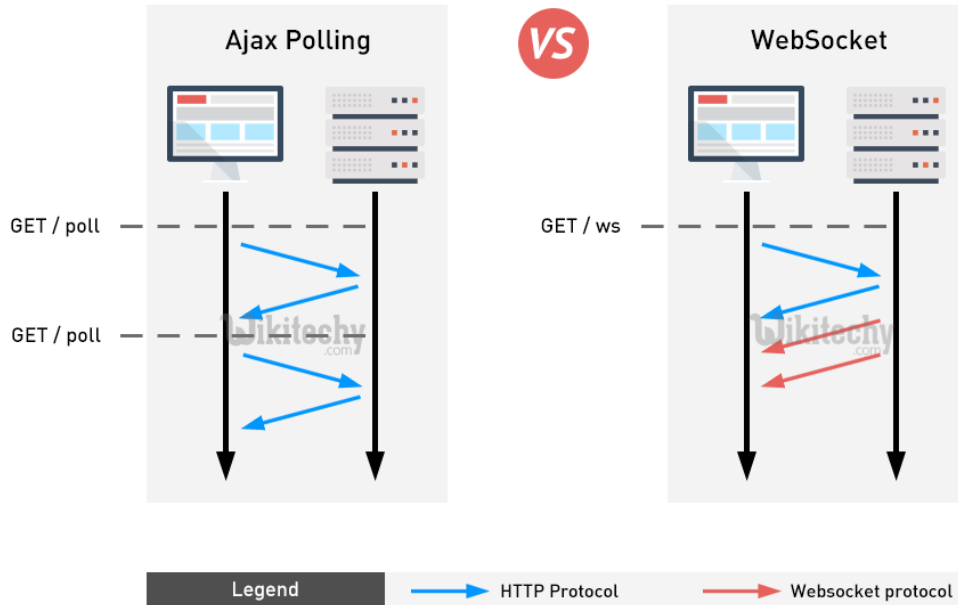 Ajax Polling
VS
WebSocket
GET / poll
GET / ws
GET / poll
Wikitechy
.com
Wikitechy
.com
Legend
HTTP Protocol
Websocket protocol